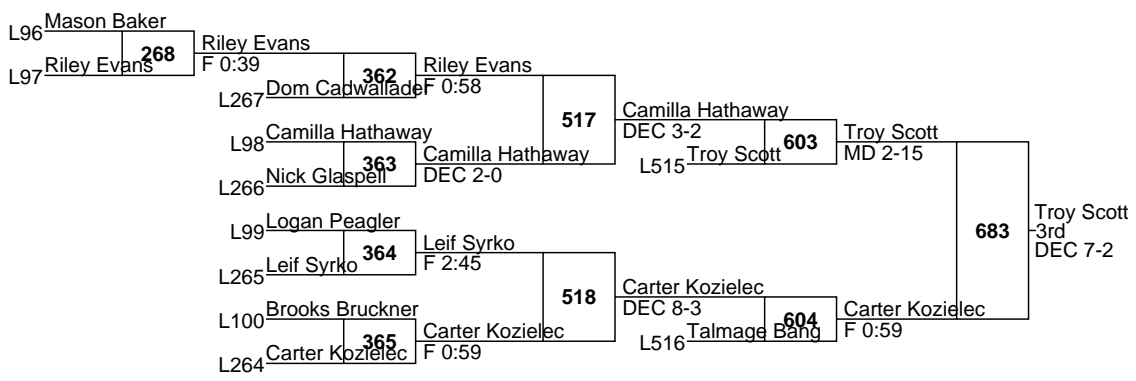 L96 Mason Baker
268
L97 Riley Evans
Riley Evans
F 0:39
362
L267 Dom Cadwallader
Riley Evans
F 0:58
517
L98 Camilla Hathaway
363
L266 Nick Glaspell
Camilla Hathaway
DEC 2-0
Camilla Hathaway
DEC 3-2
603
L515 Troy Scott
Troy Scott
MD 2-15
683
L99 Logan Peagler
364
L265 Leif Syrko
Leif Syrko
F 2:45
518
L100 Brooks Bruckner
365
L264 Carter Kozielec
Carter Kozielec
F 0:59
Carter Kozielec
DEC 8-3
604
L516 Talmage Bang
Carter Kozielec
F 0:59
Troy Scott
3rd
DEC 7-2